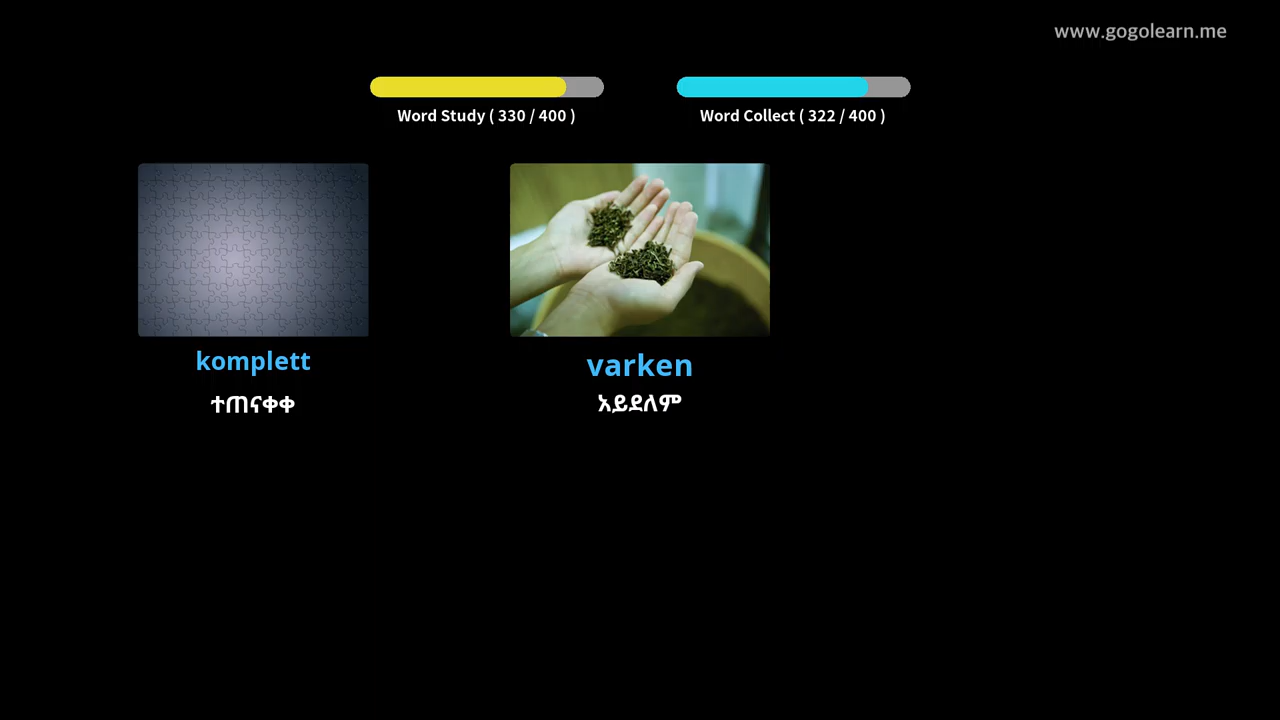 www.gogolearn.me
Word Study ( 330 / 400 )
Word Collect ( 322 / 400 )
komplett
ተጠናቀቀ
varken
አይደለም